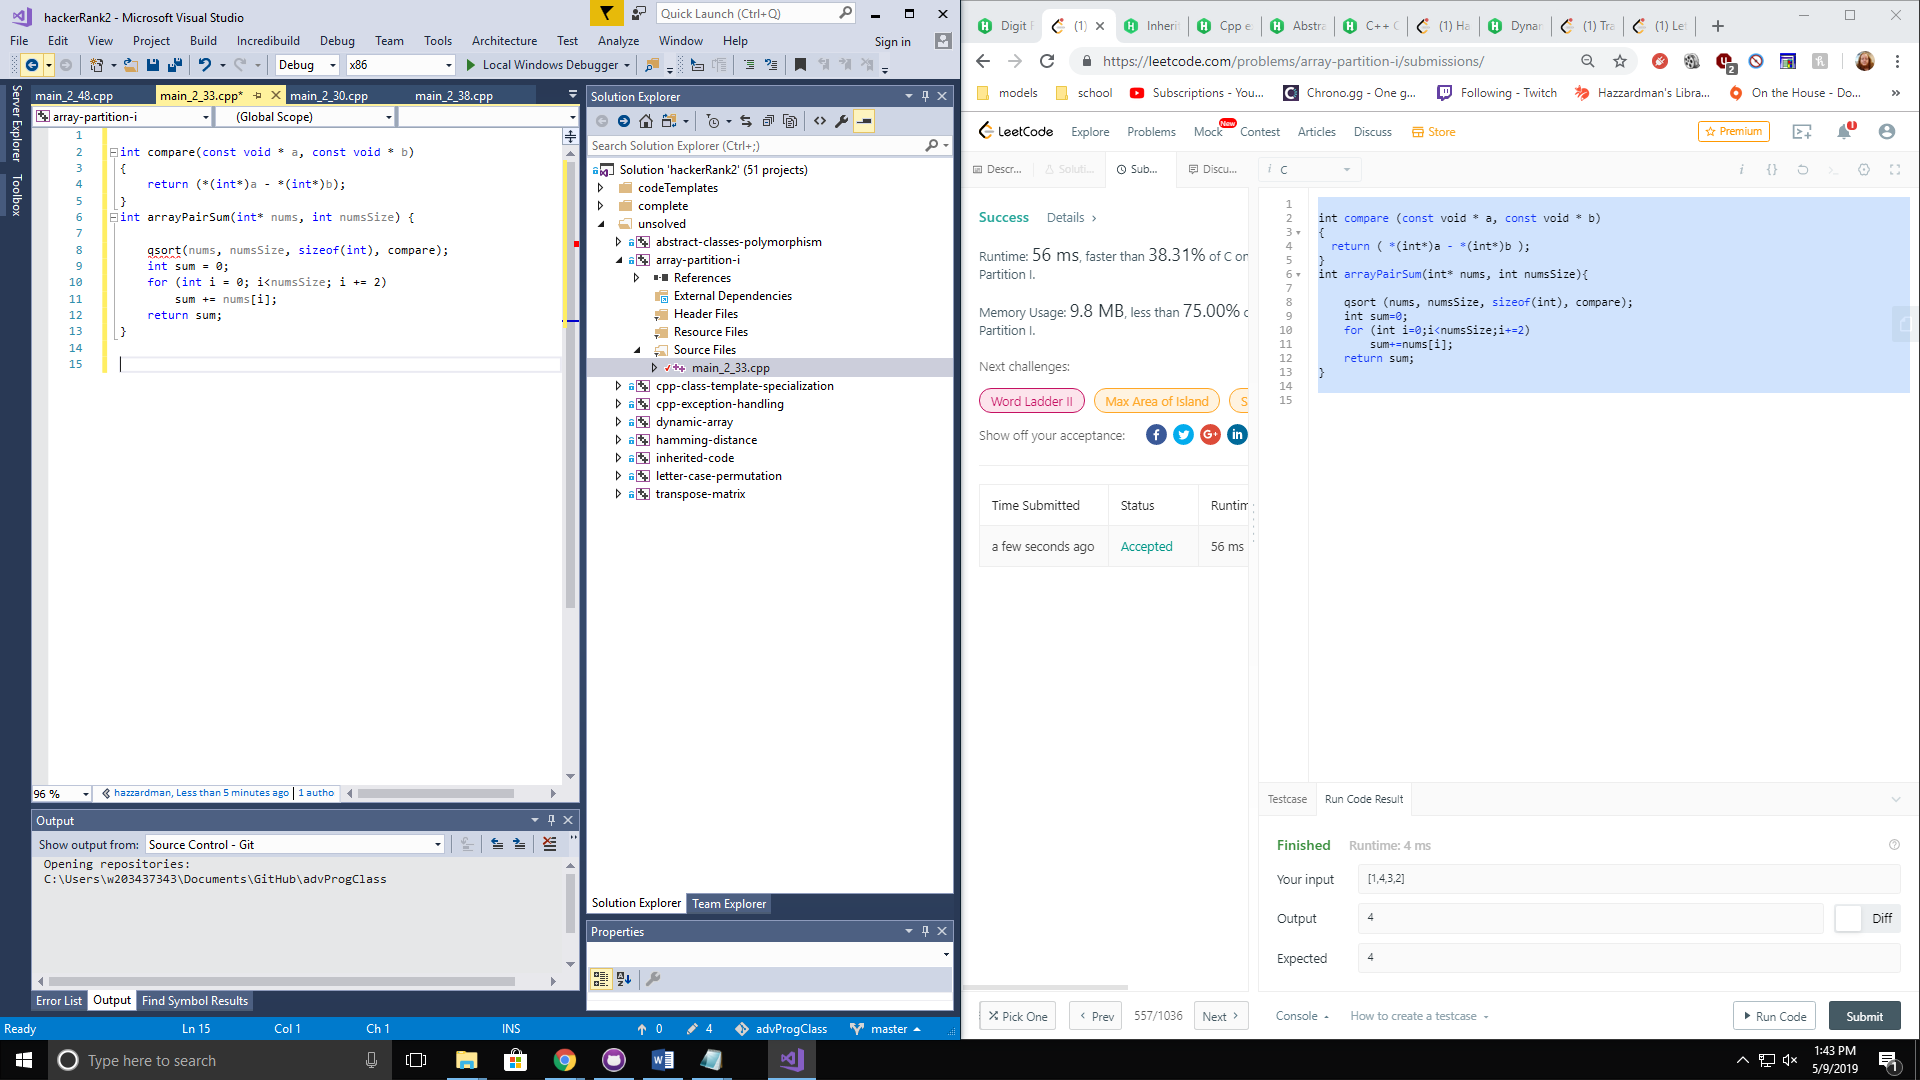 hackerRank2 - Microsoft Visual Studio
Quick Launch (Ctrl+Q)
File Edit View Project Build Incredibuild Debug Team Tools Architecture Test Analyze Window Help Sign in
Debug x86 Local Windows Debugger
Server Explorer
Toolbox
main_2_48.cpp main_2_33.cpp* main_2_30.cpp main_2_38.cpp
array-partition-i (Global Scope)
1
2 int compare(const void * a, const void * b)
3 {
4 return (*(int*)a - *(int*)b);
5 }
6 int arrayPairSum(int* nums, int numsSize) {
7
8 qsort(nums, numsSize, sizeof(int), compare);
9 int sum = 0;
10 for (int i = 0; i<numsSize; i += 2)
11 sum += nums[i];
12 return sum;
13 }
14
15
96 % hazzardman, Less than 5 minutes ago | 1 autho
Output
Show output from: Source Control - Git
Opening repositories:
C:\Users\w203437343\Documents\GitHub\advProgClass
Error List Output Find Symbol Results
Solution Explorer
Search Solution Explorer (Ctrl+;)
Solution 'hackerRank2' (51 projects)
codeTemplates
complete
unsolved
abstract-classes-polymorphism
array-partition-i
References
External Dependencies
Header Files
Resource Files
Source Files
main_2_33.cpp
cpp-class-template-specialization
cpp-exception-handling
dynamic-array
hamming-distance
inherited-code
letter-case-permutation
transpose-matrix
Solution Explorer Team Explorer
Properties
Ready Ln 15 Col 1 Ch 1 INS 0 4 advProgClass master
Digit F (1) Inherit Cpp e Abstra C++ C (1) Ha Dynar (1) Tra (1) Let
https://leetcode.com/problems/array-partition-i/submissions/
2
models school Subscriptions - You... Chrono.gg - One g... Following - Twitch Hazzardman's Libra... On the House - Do... »
LeetCode Explore Problems Mock New Contest Articles Discuss Store Premium 1
Descr... Soluti... Sub... Discu... i C
Success Details
Runtime: 56 ms, faster than 38.31% of C on
Partition I.
Memory Usage: 9.8 MB, less than 75.00%
Partition I.
Next challenges:
Word Ladder II Max Area of Island S
Show off your acceptance:
Time Submitted Status Runtim
a few seconds ago Accepted 56 ms
1
2 int compare (const void * a, const void * b)
3 {
4 return ( *(int*)a - *(int*)b );
5 }
6 int arrayPairSum(int* nums, int numsSize){
7
8 qsort (nums, numsSize, sizeof(int), compare);
9 int sum=0;
10 for (int i=0;i<numsSize;i+=2)
11 sum+=nums[i];
12 return sum;
13 }
14
15
Testcase Run Code Result
Finished Runtime: 4 ms
Your input [1,4,3,2]
Output 4 Diff
Expected 4
Pick One Prev 557/1036 Next Console How to create a testcase Run Code Submit
Type here to search
1:43 PM
5/9/2019
1